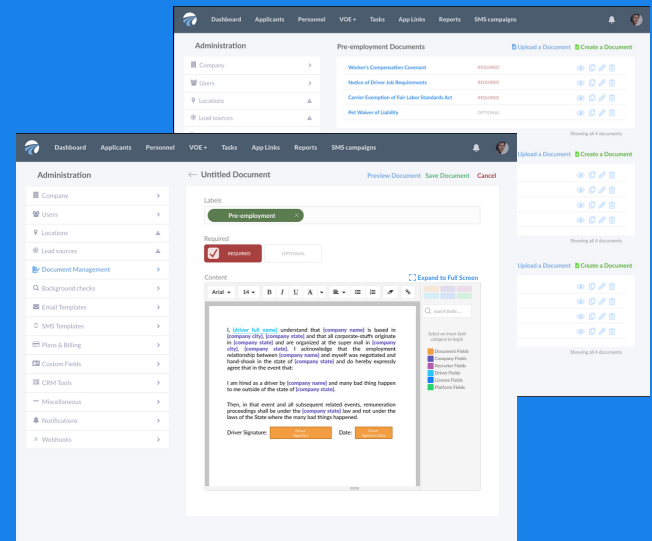 Dashboard Applicants Personnel VOE + Tasks App Links Reports SMS campaigns
Administration
Company
Users
Locations
Lead sources
Pre-employment Documents
Upload a Document Create a Document
Worker's Compensation Covenant REQUIRED
Notice of Driver Job Requirements REQUIRED
Carrier Exemption of Fair Labor Standards Act REQUIRED
Pet Waiver of Liability OPTIONAL
Showing all 4 documents
Upload a Document Create a Document
Showing all 4 documents
Upload a Document Create a Document
Showing all 4 documents
Dashboard Applicants Personnel VOE + Tasks App Links Reports SMS campaigns
Administration
Company
Users
Locations
Lead sources
Document Management
Background checks
Email Templates
SMS Templates
Plans & Billing
Custom Fields
CRM Tools
Miscellaneous
Notifications
Webhooks
← Untitled Document
Preview Document Save Document Cancel
Labels
Pre-employment ×
Required
REQUIRED OPTIONAL
Content
Expand to Full Screen
Arial 14 B I U A
I, [driver full name] understand that [company name] is based in
[company city], [company state] and that all corporate-stuffs originate
in [company state] and are organized at the super mall in [company
city], [company state]. I acknowledge that the employment
relationship between [company name] and myself was negotiated and
hand-shook in the state of [company state] and do hereby expressly
agree that in the event that:
I am hired as a driver by [company name] and many bad thing happen
to me outside of the state of [company state].
Then, in that event and all subsequent related events, remuneration
proceedings shall be under the [company state] law and not under the
laws of the State where the many bad things happened.
Driver Signature: Date:
search fields ...
Select an insert field
category to begin
Document Fields
Company Fields
Recruiter Fields
Driver Fields
License Fields
Platform Fields